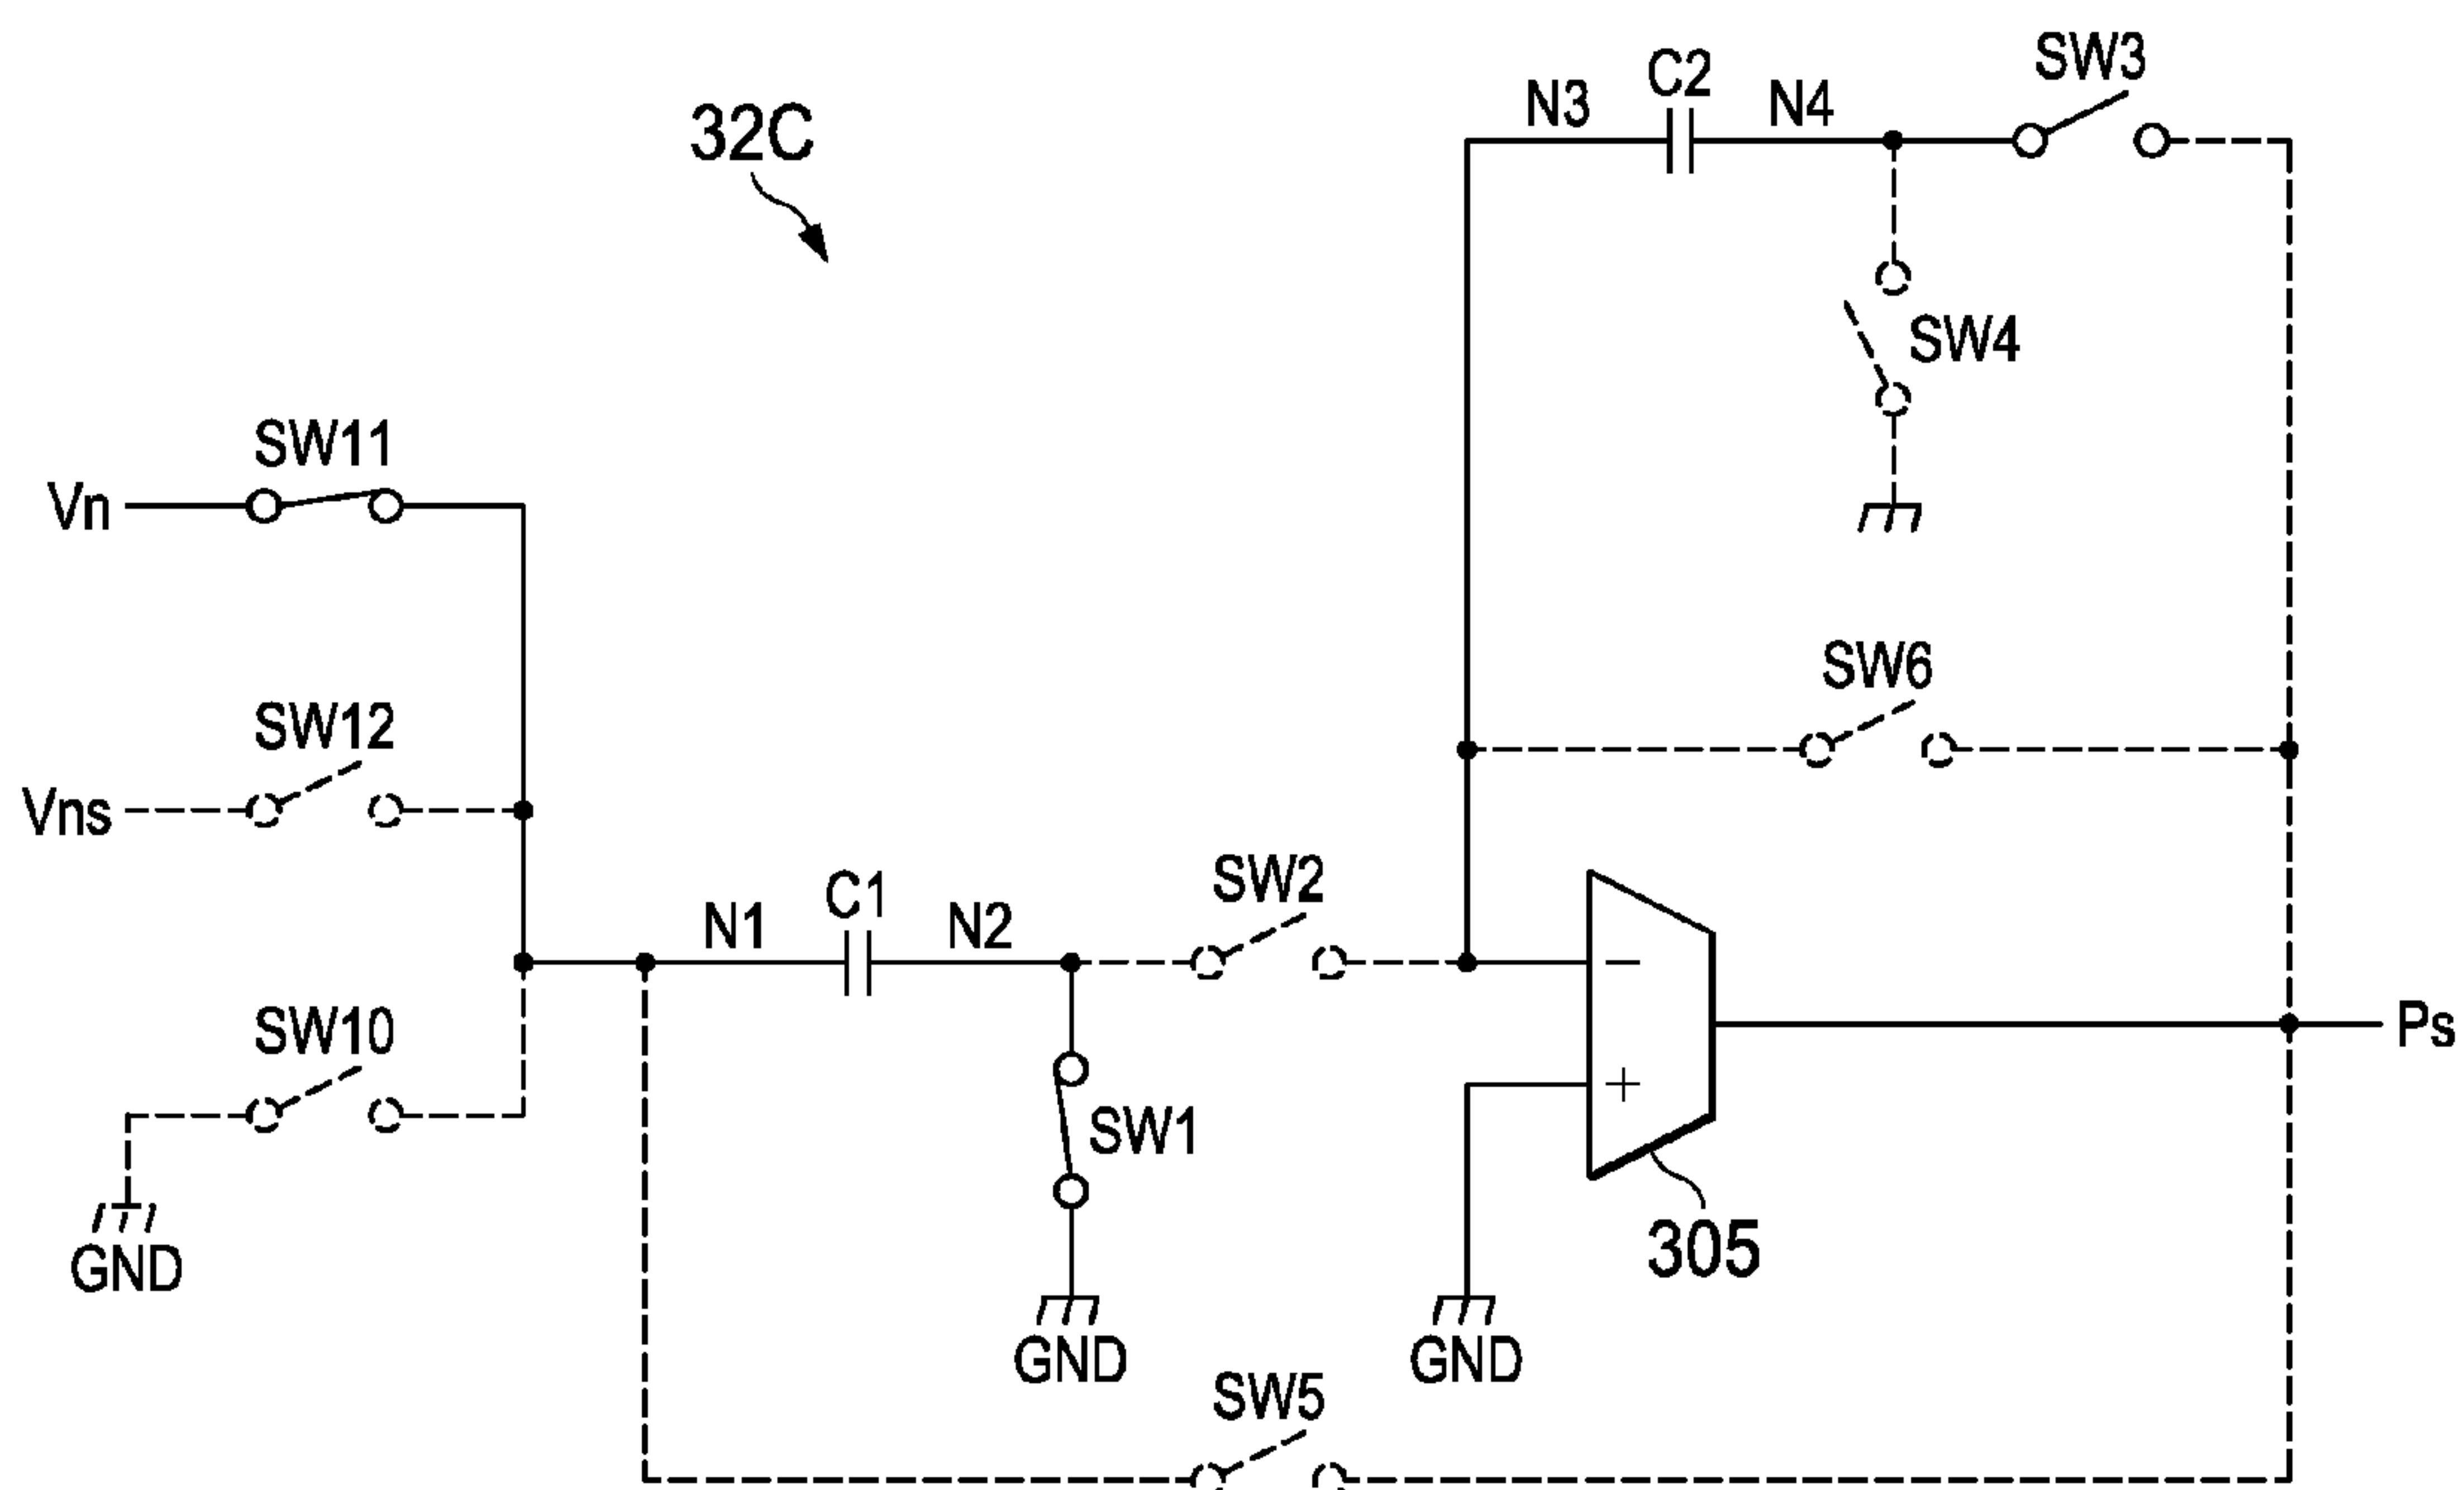 32C
N3
C2
N4
SW3
SW4
SW11
Vn
SW12
Vns
SW6
N1
C1
N2
SW2
−
+
Ps
SW10
GND
SW1
GND
GND
305
SW5